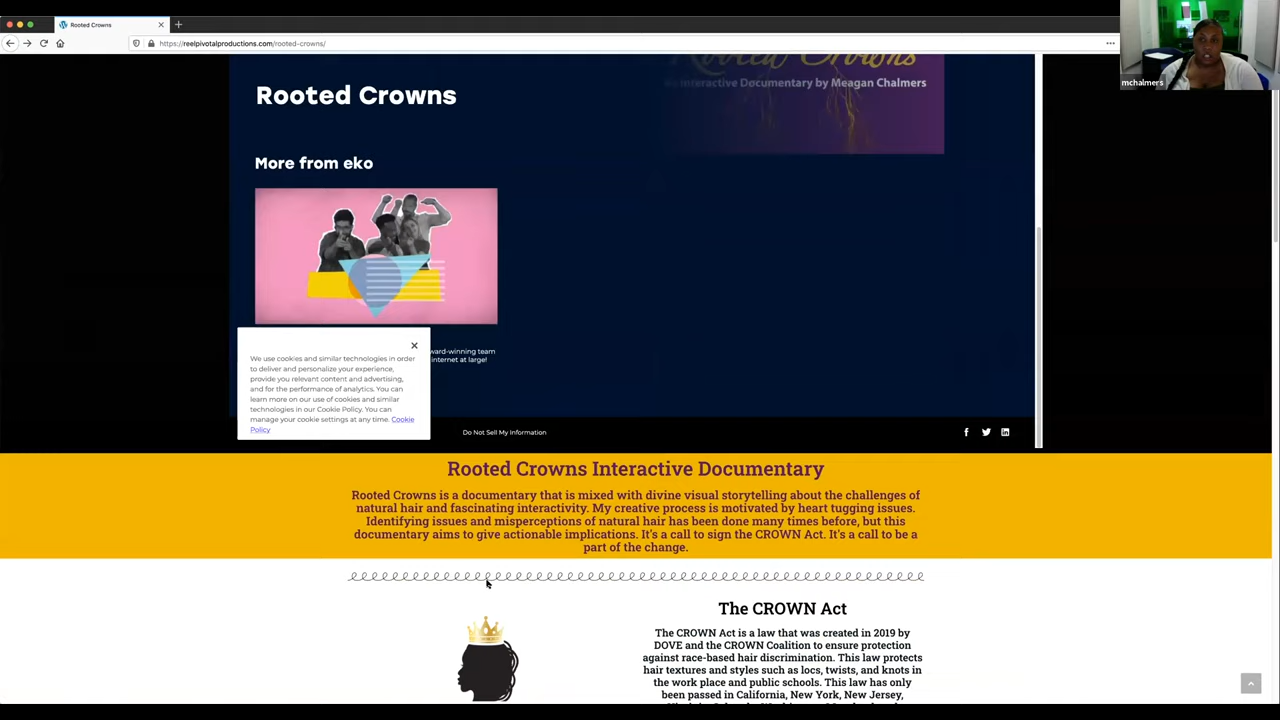 Rooted Crowns
https://reelpivotalproductions.com/rooted-crowns/
mchalmers
Rooted Crowns
Interactive Documentary by Meagan Chalmers
Rooted Crowns
More from eko
ward-winning team
internet at large!
We use cookies and similar technologies in order
to deliver and personalize your experience,
provide you relevant content and advertising,
and for the performance of analytics. You can
learn more on our use of cookies and similar
technologies in our Cookie Policy. You can
manage your cookie settings at any time. Cookie
Policy
Do Not Sell My Information
Rooted Crowns Interactive Documentary
Rooted Crowns is a documentary that is mixed with divine visual storytelling about the challenges of
natural hair and fascinating interactivity. My creative process is motivated by heart tugging issues.
Identifying issues and misperceptions of natural hair has been done many times before, but this
documentary aims to give actionable implications. It's a call to sign the CROWN Act. It's a call to be a
part of the change.
The CROWN Act
The CROWN Act is a law that was created in 2019 by
DOVE and the CROWN Coalition to ensure protection
against race-based hair discrimination. This law protects
hair textures and styles such as locs, twists, and knots in
the work place and public schools. This law has only
been passed in California, New York, New Jersey,